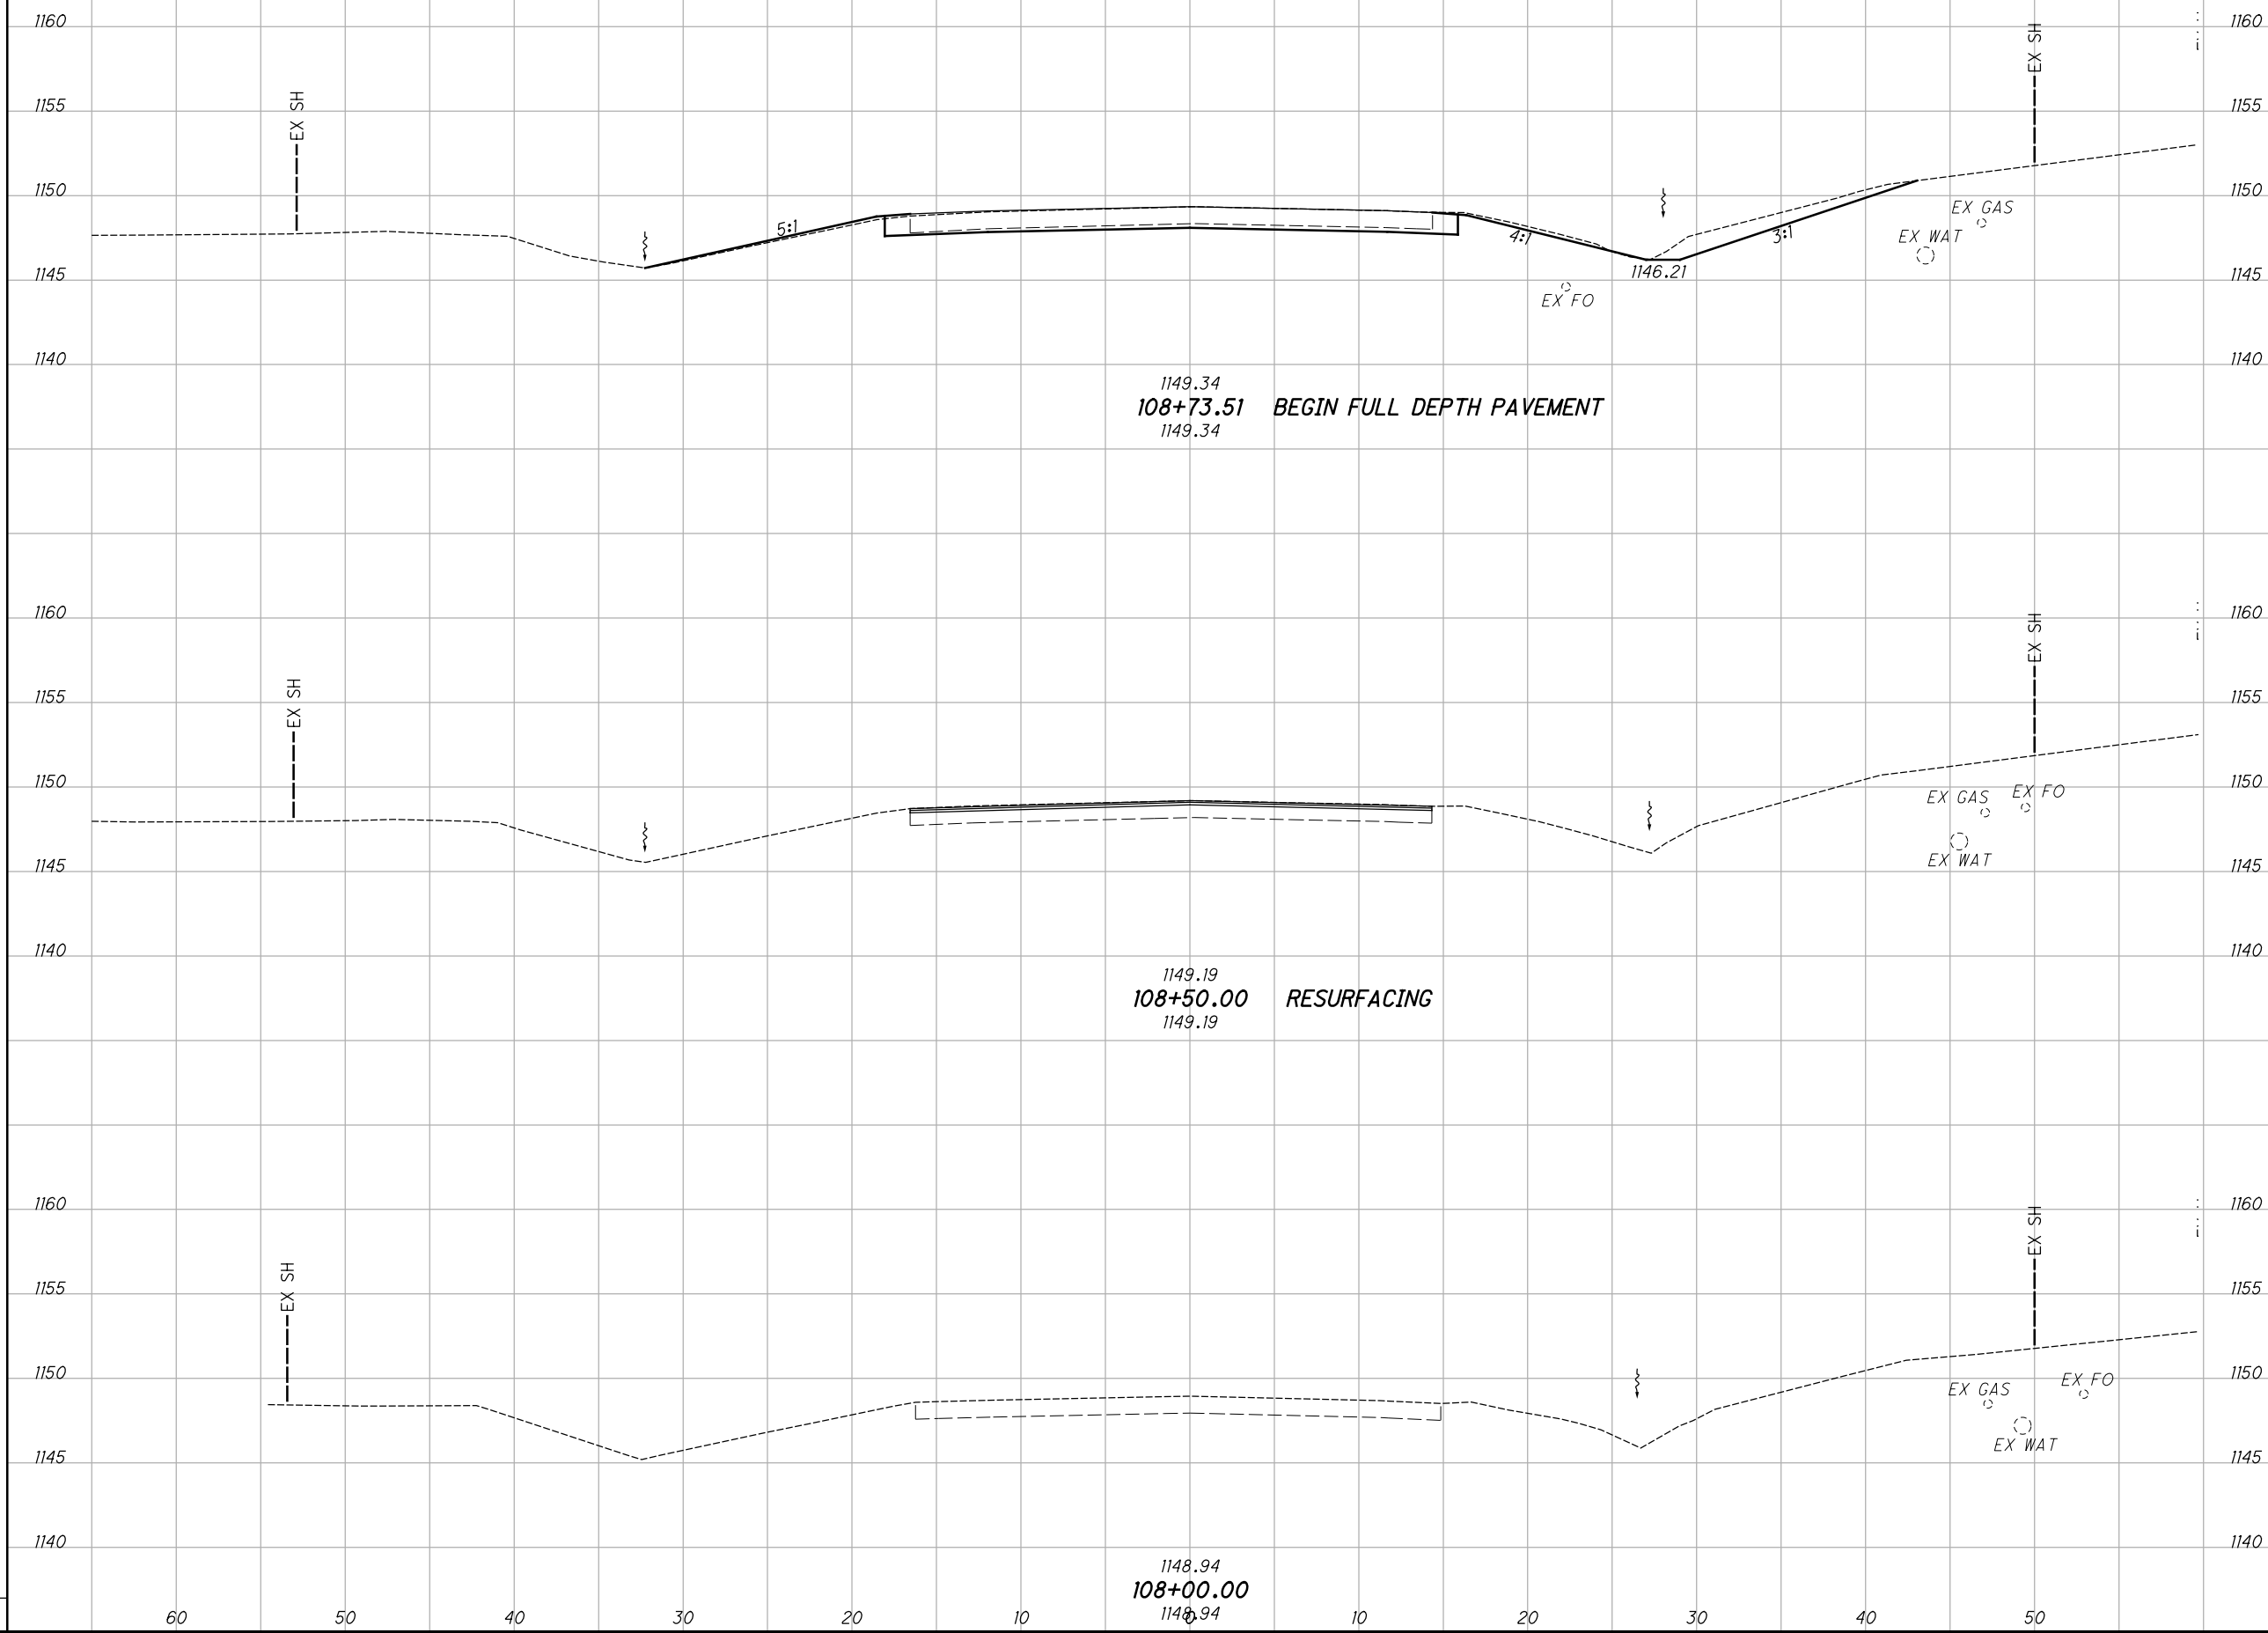 1160 1160
EX SH
1155 1155
EX SH
1150 1150
EX GAS
5:1 4:1 3:1 EX WAT
1145 1146.21 1145
EX FO
1140 1140
1149.34
108+73.51 BEGIN FULL DEPTH PAVEMENT
1149.34
1160 1160
EX SH
1155 1155
EX SH
1150 1150
EX GAS EX FO
1145 EX WAT 1145
1140 1140
1149.19
108+50.00 RESURFACING
1149.19
1160 1160
EX SH
1155 1155
EX SH
1150 1150
EX GAS EX FO
EX WAT
1145 1145
1140 1140
1148.94
108+00.00
1148.94
60 50 40 30 20 10 0 10 20 30 40 50